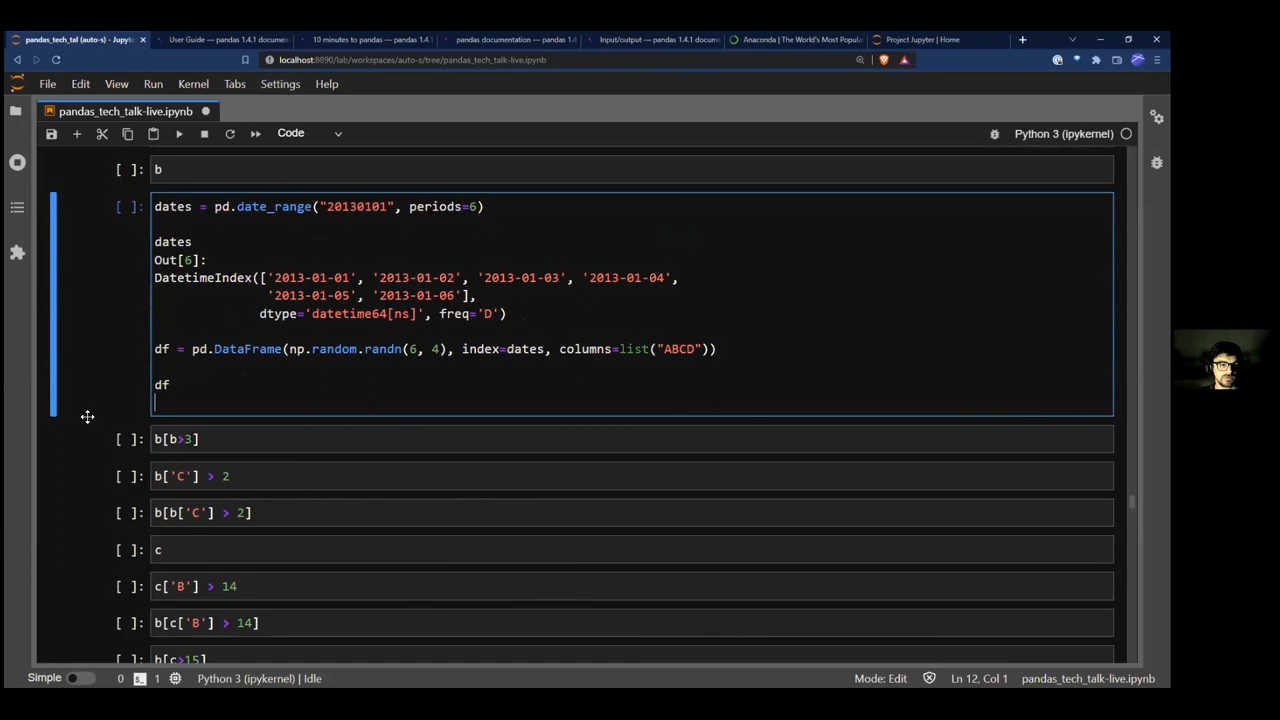 pandas_tech_tal (auto-s) - Jupyte
User Guide — pandas 1.4.1 documen
10 minutes to pandas — pandas 1.4.1
pandas documentation — pandas 1.4
Input/output — pandas 1.4.1 docume
Anaconda | The World's Most Popula
Project Jupyter | Home
localhost:8890/lab/workspaces/auto-s/tree/pandas_tech_talk-live.ipynb
File Edit View Run Kernel Tabs Settings Help
pandas_tech_talk-live.ipynb
Code
Python 3 (ipykernel)
[ ]: b
[ ]: dates = pd.date_range("20130101", periods=6)
dates
Out[6]:
DatetimeIndex(['2013-01-01', '2013-01-02', '2013-01-03', '2013-01-04',
'2013-01-05', '2013-01-06'],
dtype='datetime64[ns]', freq='D')
df = pd.DataFrame(np.random.randn(6, 4), index=dates, columns=list("ABCD"))
df
[ ]: b[b>3]
[ ]: b['C'] > 2
[ ]: b[b['C'] > 2]
[ ]: c
[ ]: c['B'] > 14
[ ]: b[c['B'] > 14]
[ ]: b[c>15]
Simple 0 $_ 1 Python 3 (ipykernel) | Idle Mode: Edit Ln 12, Col 1 pandas_tech_talk-live.ipynb